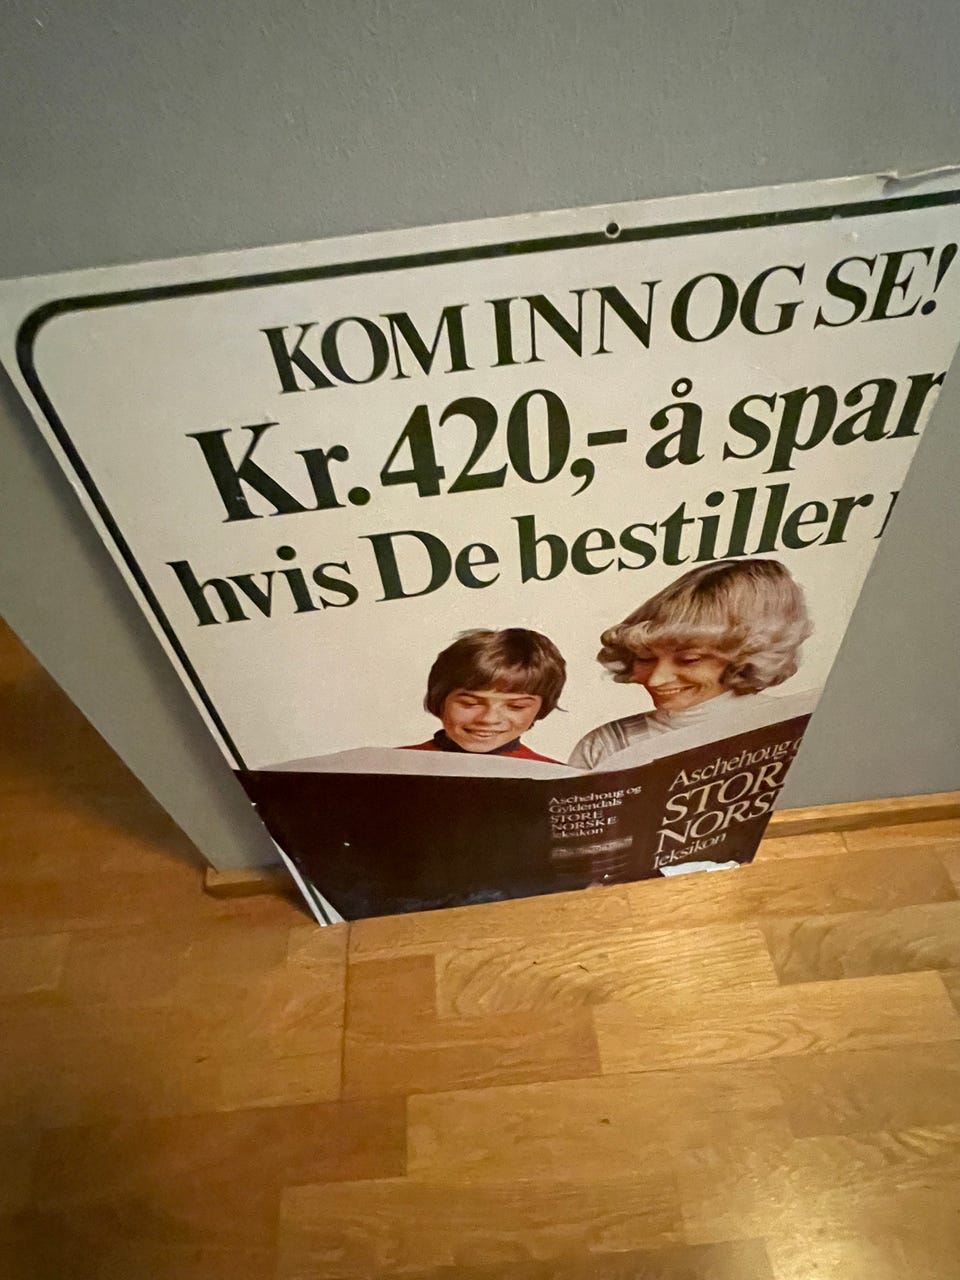 KOM INN OG SE!
Kr. 420,- å spar
hvis De bestiller
Aschehoug og
Gyldendals
STORE
NORSKE
leksikon
Aschehoug
STOR
NORS
leksikon